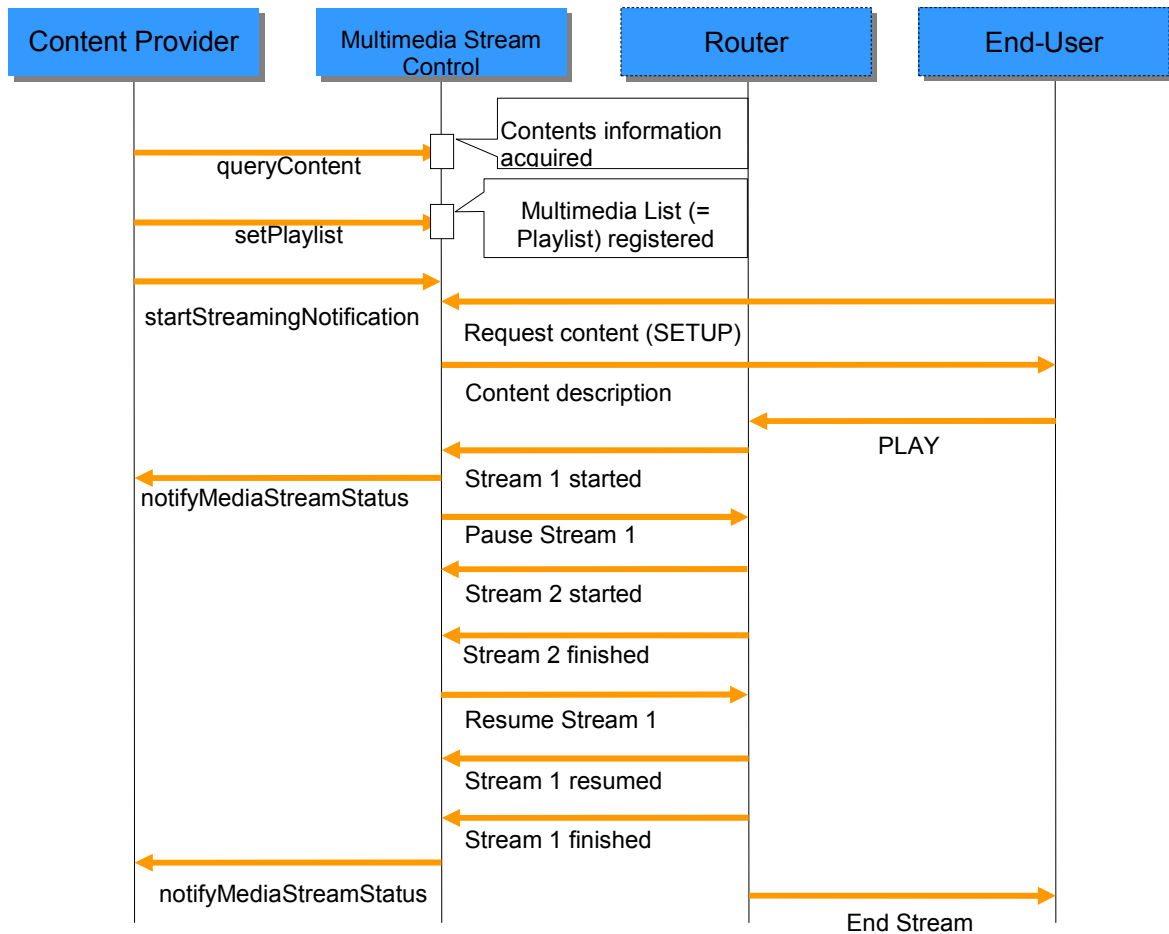 Content Provider
Multimedia Stream
Control
Router
End-User
Contents information
acquired
queryContent
Multimedia List (=
Playlist) registered
setPlaylist
startStreamingNotification
Request content (SETUP)
Content description
PLAY
Stream 1 started
notifyMediaStreamStatus
Pause Stream 1
Stream 2 started
Stream 2 finished
Resume Stream 1
Stream 1 resumed
Stream 1 finished
notifyMediaStreamStatus
End Stream